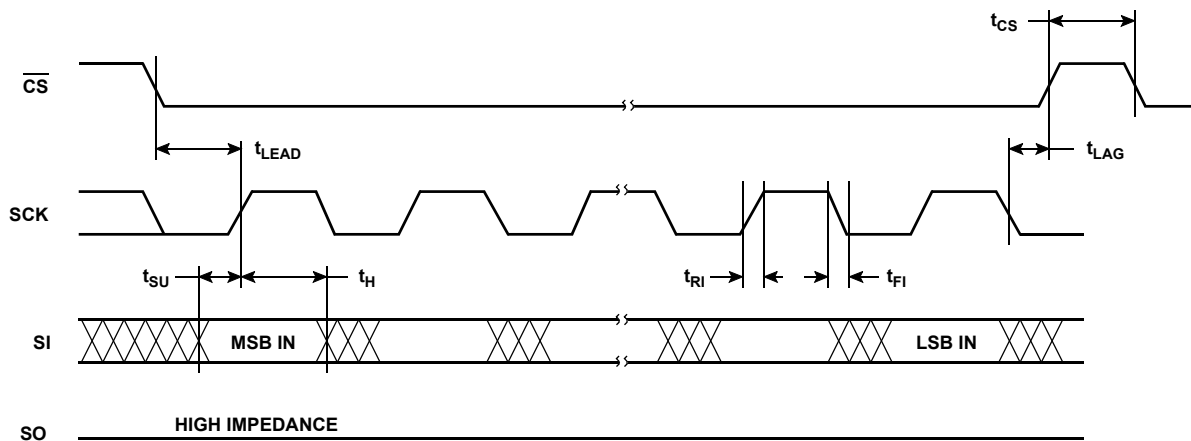 tCS
CS
tLEAD
tLAG
SCK
tSU
tH
tRI
tFI
SI
MSB IN
LSB IN
HIGH IMPEDANCE
SO